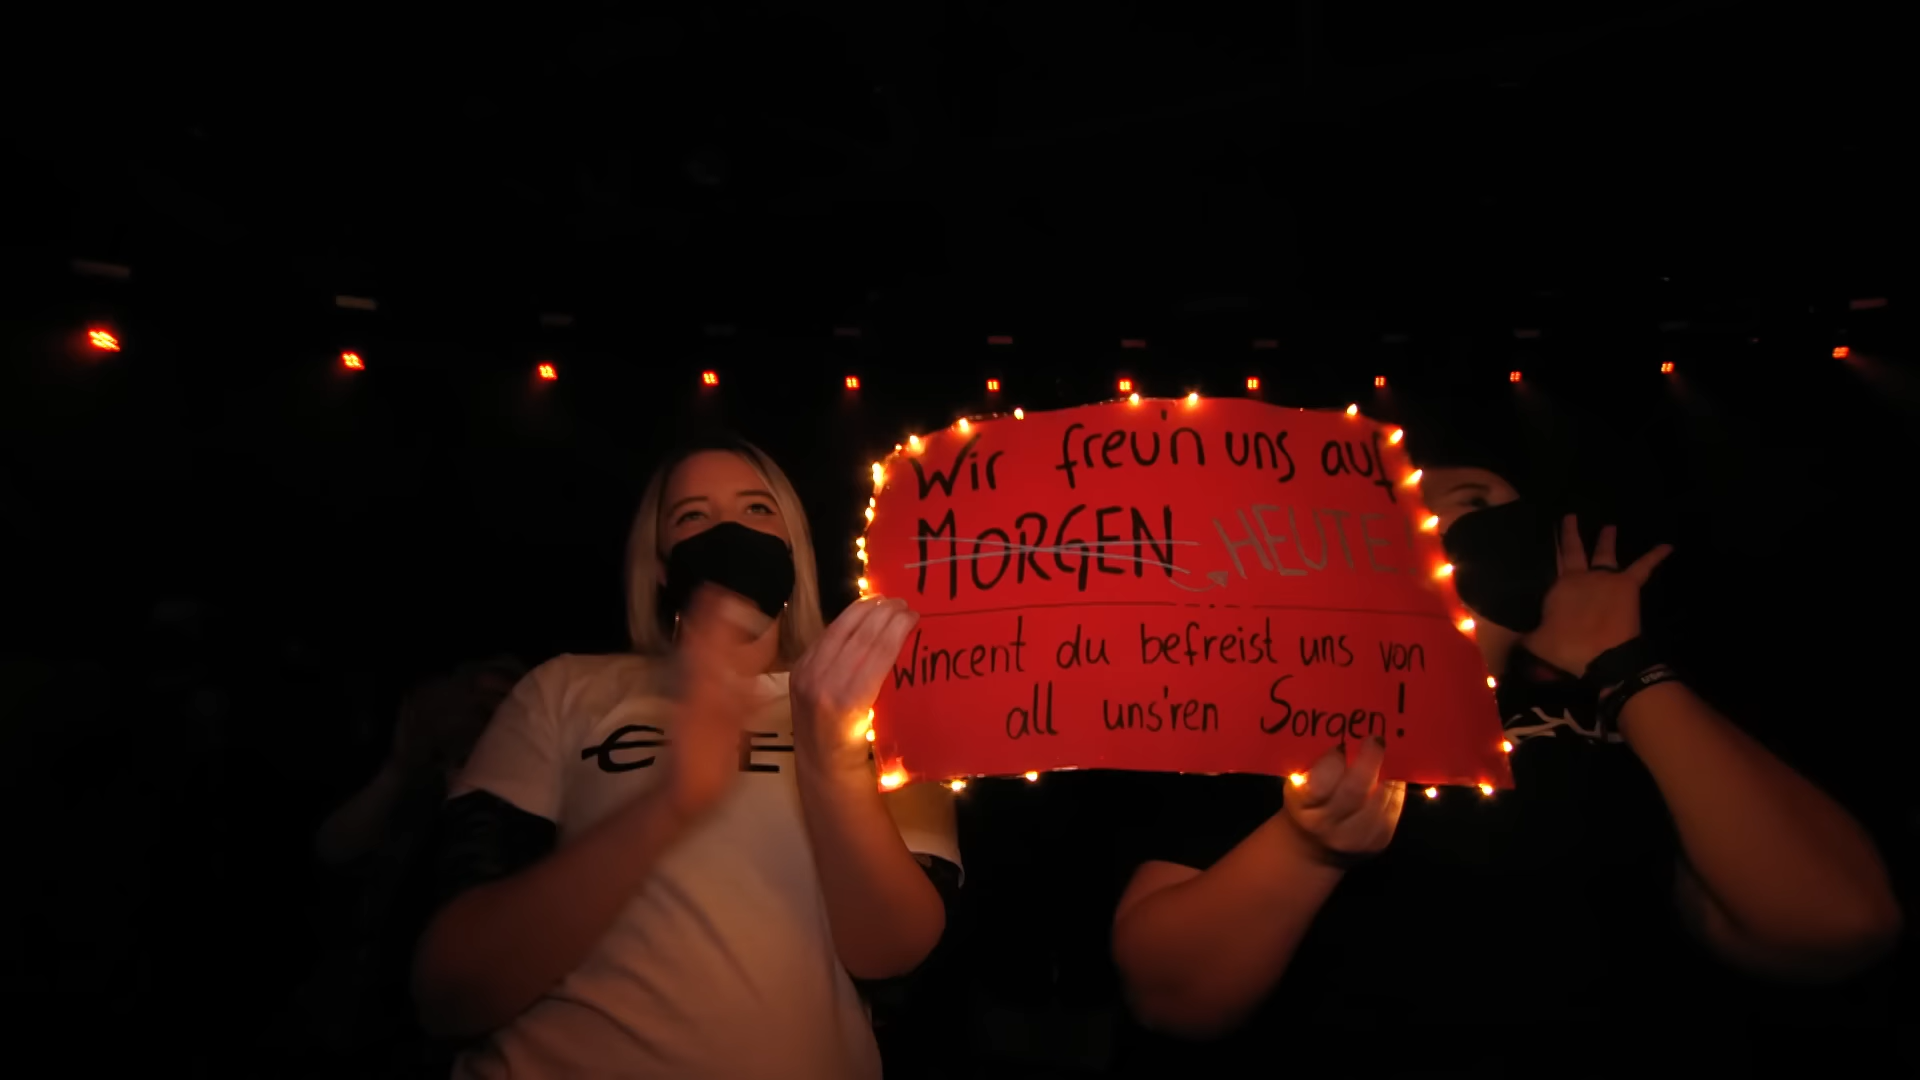 Wir freu'n uns auf
MORGEN HEUTE!
Wincent du befreist uns von
all uns'ren Sorgen!